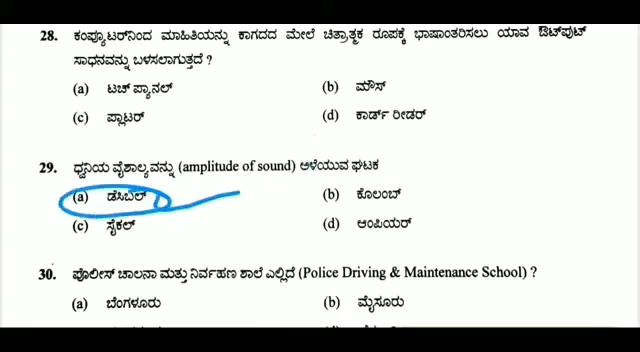 28. ಕಂಪ್ಯೂಟರ್‌ನಿಂದ ಮಾಹಿತಿಯನ್ನು ಕಾಗದದ ಮೇಲೆ ಚಿತ್ರಾತ್ಮಕ ರೂಪಕ್ಕೆ ಭಾಷಾಂತರಿಸಲು ಯಾವ ಔಟ್‌ಪುಟ್
ಸಾಧನವನ್ನು ಬಳಸಲಾಗುತ್ತದೆ ?
(a) ಟಚ್ ಪ್ಯಾನಲ್ (b) ಮೌಸ್
(c) ಪ್ಲಾಟರ್ (d) ಕಾರ್ಡ್ ರೀಡರ್
29. ಧ್ವನಿಯ ವೈಶಾಲ್ಯವನ್ನು (amplitude of sound) ಅಳೆಯುವ ಘಟಕ
(a) ಡೆಸಿಬಲ್ (b) ಕೊಲಂಬ್
(c) ಸೈಕಲ್ (d) ಆಂಪಿಯರ್
30. ಪೊಲೀಸ್ ಚಾಲನಾ ಮತ್ತು ನಿರ್ವಹಣ ಶಾಲೆ ಎಲ್ಲಿದೆ (Police Driving & Maintenance School) ?
(a) ಬೆಂಗಳೂರು (b) ಮೈಸೂರು